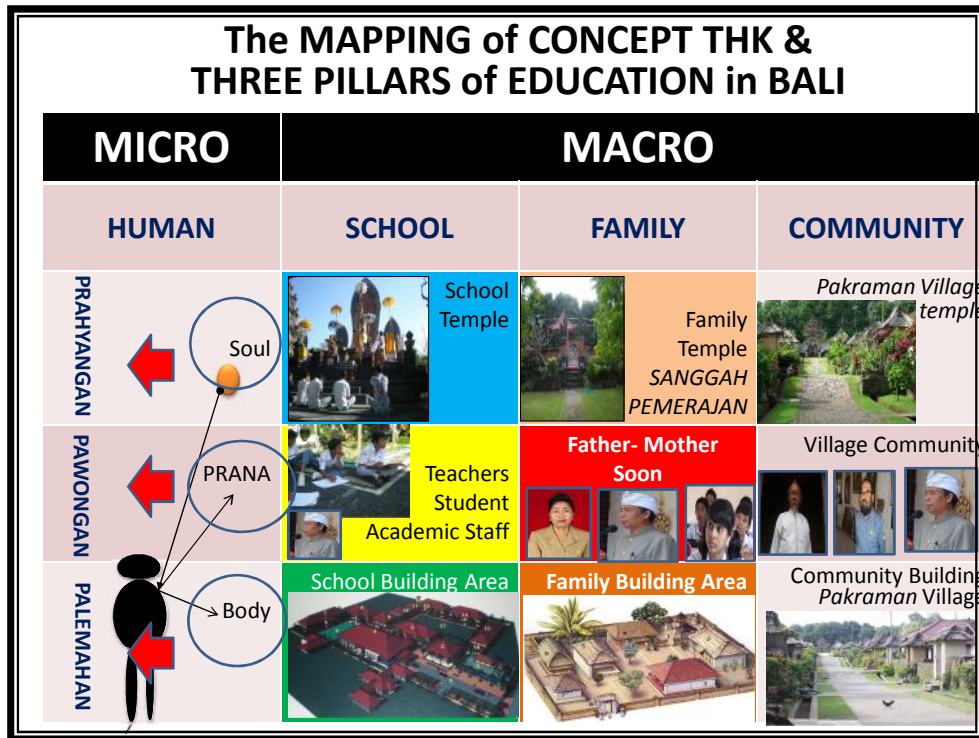 The MAPPING of CONCEPT THK &
THREE PILLARS of EDUCATION in BALI
MICRO
MACRO
HUMAN
SCHOOL
FAMILY
COMMUNITY
PRAHYANGAN
Soul
School
Temple
Family
Temple
SANGGAH
PEMERAJAN
Pakraman Village
temple
PAWONGAN
PRANA
Teachers
Student
Academic Staff
Father- Mother
Soon
Village Community
PALEMAHAN
Body
School Building Area
Family Building Area
Community Building
Pakraman Village